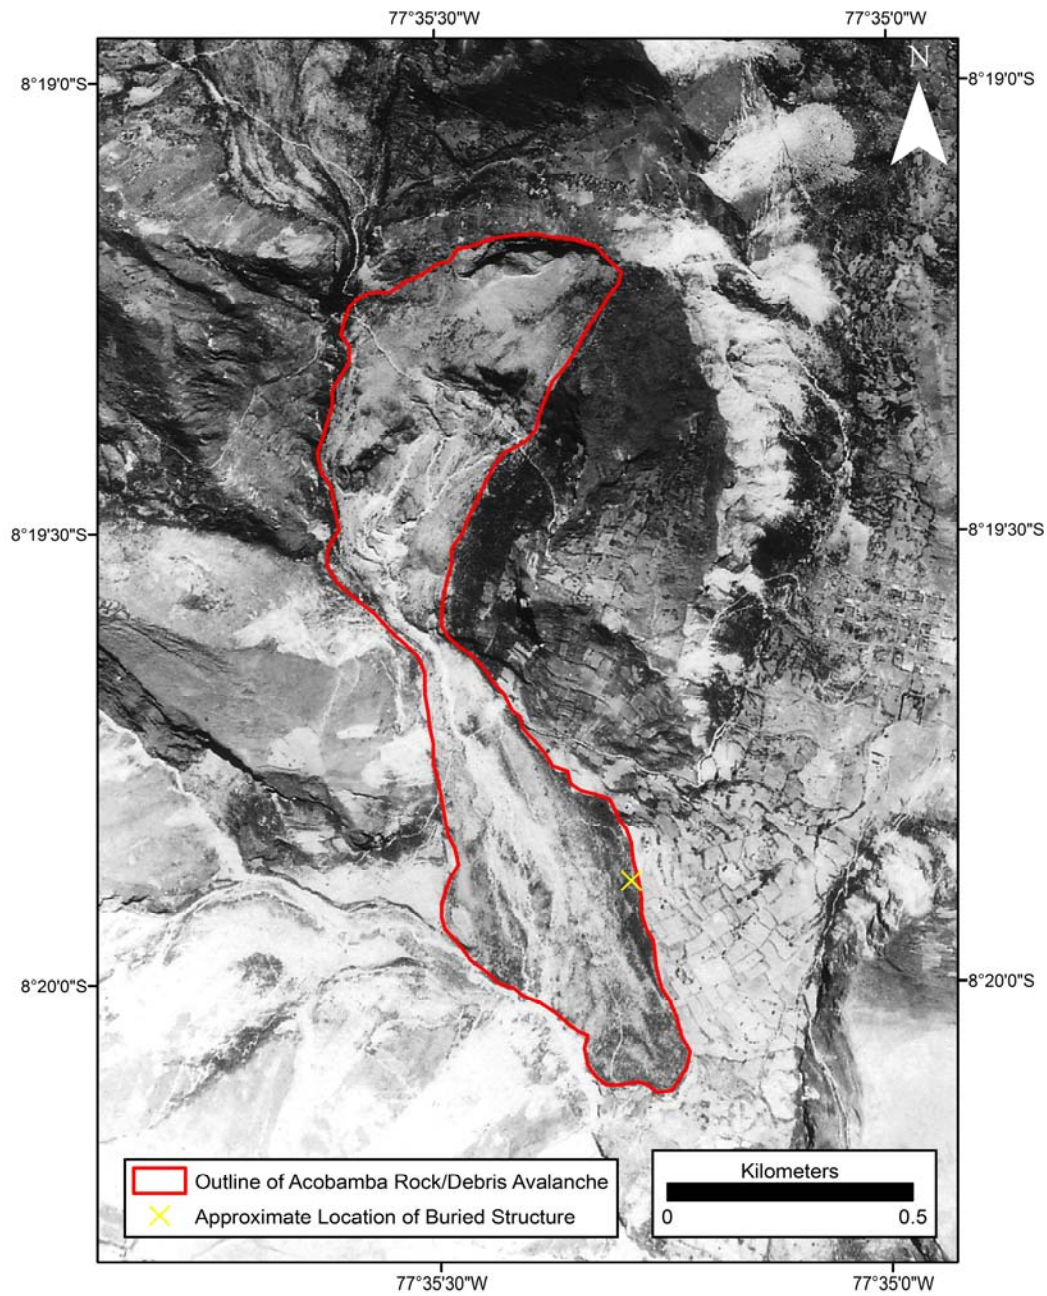 77°35'30"W 77°35'0"W
8°19'0"S 8°19'0"S
N
8°19'30"S 8°19'30"S
8°20'0"S 8°20'0"S
Outline of Acobamba Rock/Debris Avalanche
Approximate Location of Buried Structure
Kilometers
0 0.5
77°35'30"W 77°35'0"W